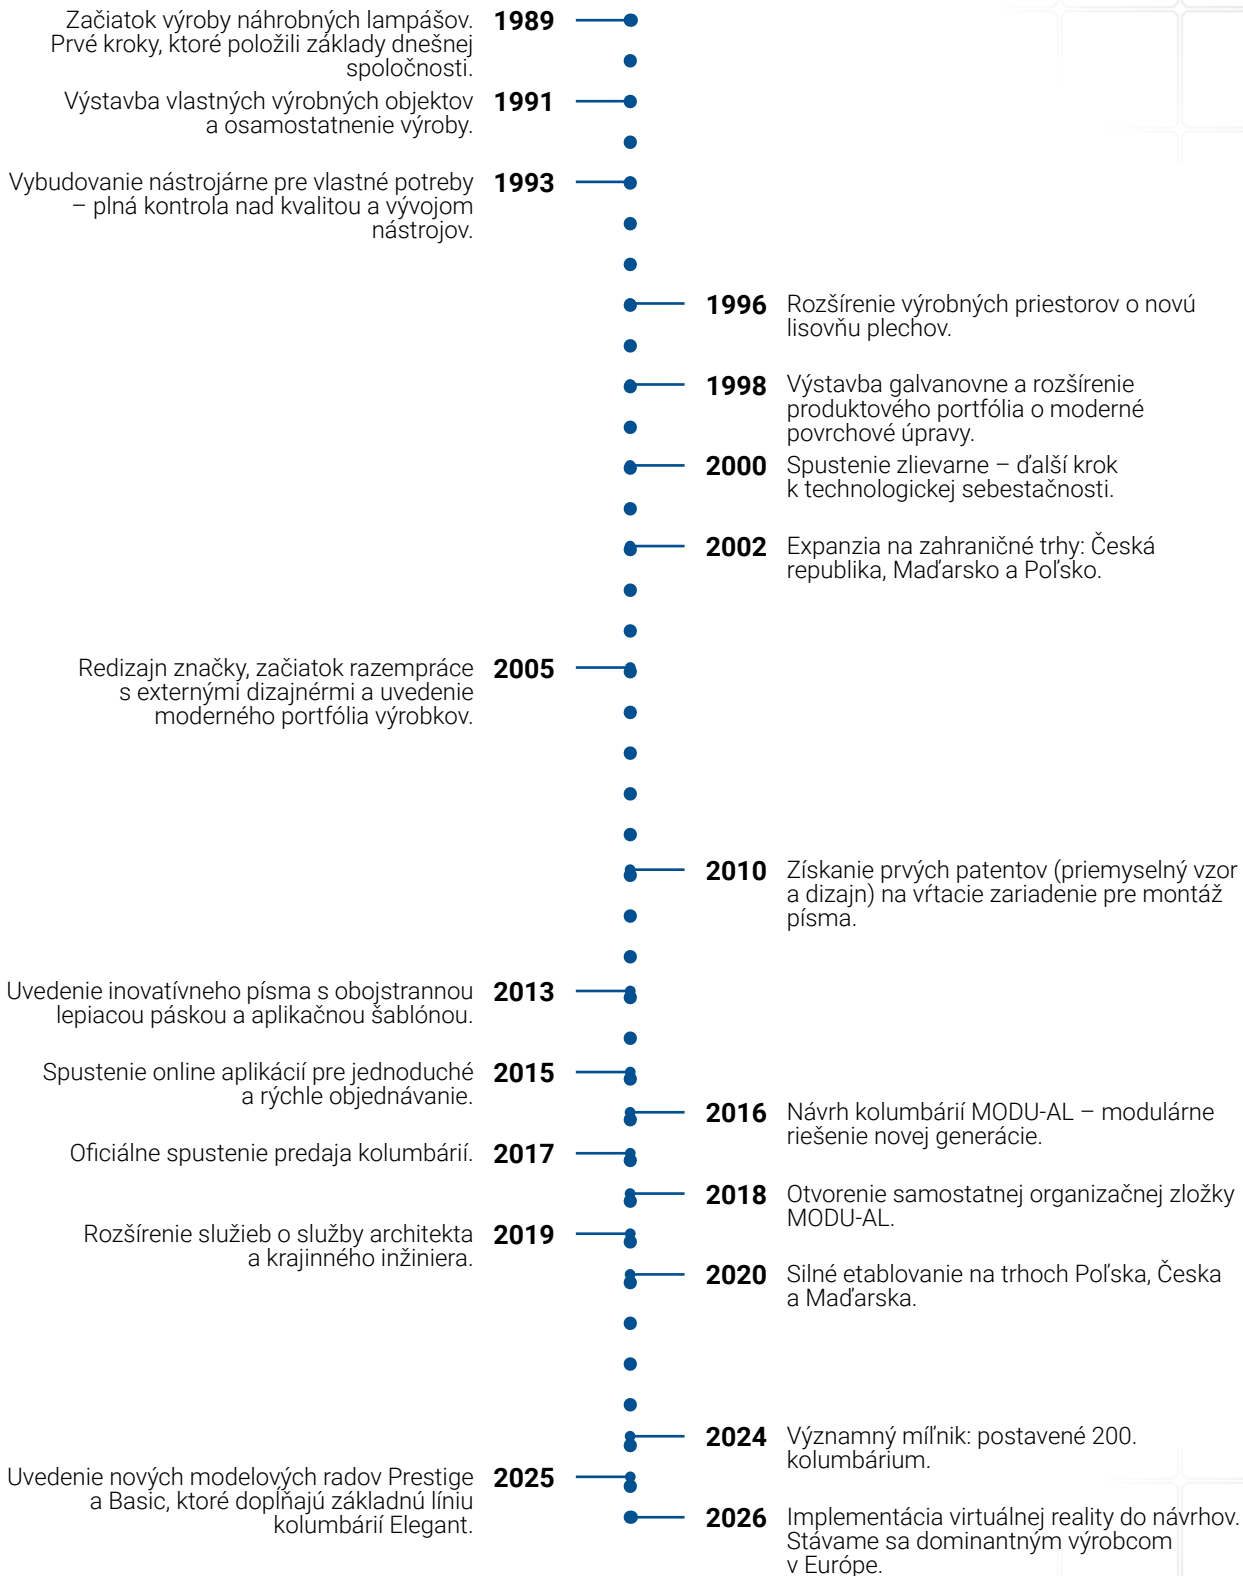 Začiatok výroby náhrobných lampášov. 1989
Prvé kroky, ktoré položili základy dnešnej
spoločnosti.
Výstavba vlastných výrobných objektov 1991
a osamostatnenie výroby.
Vybudovanie nástrojárne pre vlastné potreby 1993
– plná kontrola nad kvalitou a vývojom
nástrojov.
1996 Rozšírenie výrobných priestorov o novú
lisovňu plechov.
1998 Výstavba galvanovne a rozšírenie
produktového portfólia o moderné
povrchové úpravy.
2000 Spustenie zlievarne – ďalší krok
k technologickej sebestačnosti.
2002 Expanzia na zahraničné trhy: Česká
republika, Maďarsko a Poľsko.
Redizajn značky, začiatok razempráce 2005
s externými dizajnérmi a uvedenie
moderného portfólia výrobkov.
2010 Získanie prvých patentov (priemyselný vzor
a dizajn) na vŕtacie zariadenie pre montáž
písma.
Uvedenie inovatívneho písma s obojstrannou 2013
lepiacou páskou a aplikačnou šablónou.
Spustenie online aplikácií pre jednoduché 2015
a rýchle objednávanie.
2016 Návrh kolumbárií MODU-AL – modulárne
riešenie novej generácie.
Oficiálne spustenie predaja kolumbárií. 2017
2018 Otvorenie samostatnej organizačnej zložky
MODU-AL.
Rozšírenie služieb o služby architekta 2019
a krajinného inžiniera.
2020 Silné etablovanie na trhoch Poľska, Česka
a Maďarska.
2024 Významný míľnik: postavené 200.
kolumbárium.
Uvedenie nových modelových radov Prestige 2025
a Basic, ktoré dopĺňajú základnú líniu
kolumbárií Elegant.
2026 Implementácia virtuálnej reality do návrhov.
Stávame sa dominantným výrobcom
v Európe.